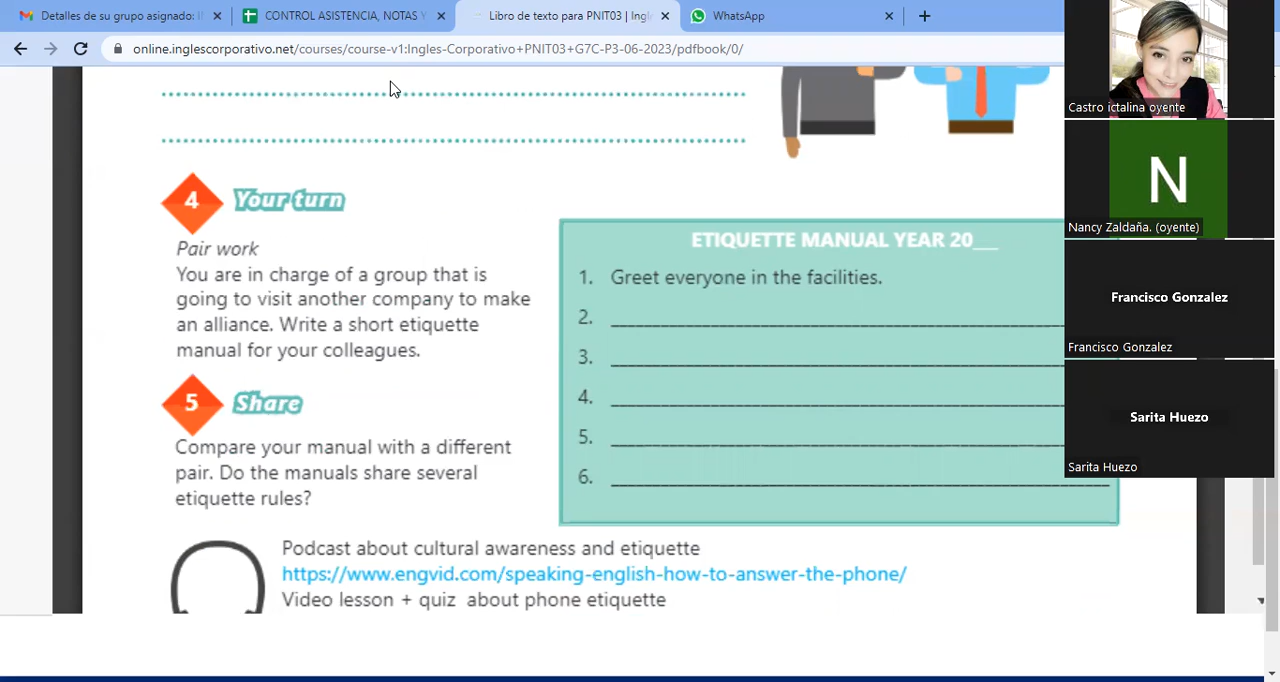 Detalles de su grupo asignado: I
CONTROL ASISTENCIA, NOTAS Y
Libro de texto para PNIT03 | Ingl
WhatsApp
online.inglescorporativo.net/courses/course-v1:Ingles-Corporativo+PNIT03+G7C-P3-06-2023/pdfbook/0/
Castro ictalina oyente
N
Nancy Zaldaña. (oyente)
Francisco Gonzalez
Francisco Gonzalez
Sarita Huezo
Sarita Huezo
4 Your turn
Pair work
You are in charge of a group that is
going to visit another company to make
an alliance. Write a short etiquette
manual for your colleagues.
5 Share
Compare your manual with a different
pair. Do the manuals share several
etiquette rules?
ETIQUETTE MANUAL YEAR 20__
1. Greet everyone in the facilities.
2.
3.
4.
5.
6.
Podcast about cultural awareness and etiquette
https://www.engvid.com/speaking-english-how-to-answer-the-phone/
Video lesson + quiz about phone etiquette